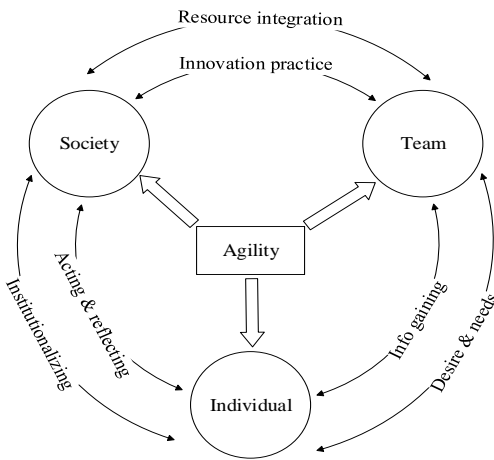 Resource integration
Innovation practice
Society
Team
Agility
Acting & reflecting
Institutionalizing
Info gaining
Desire & needs
Individual